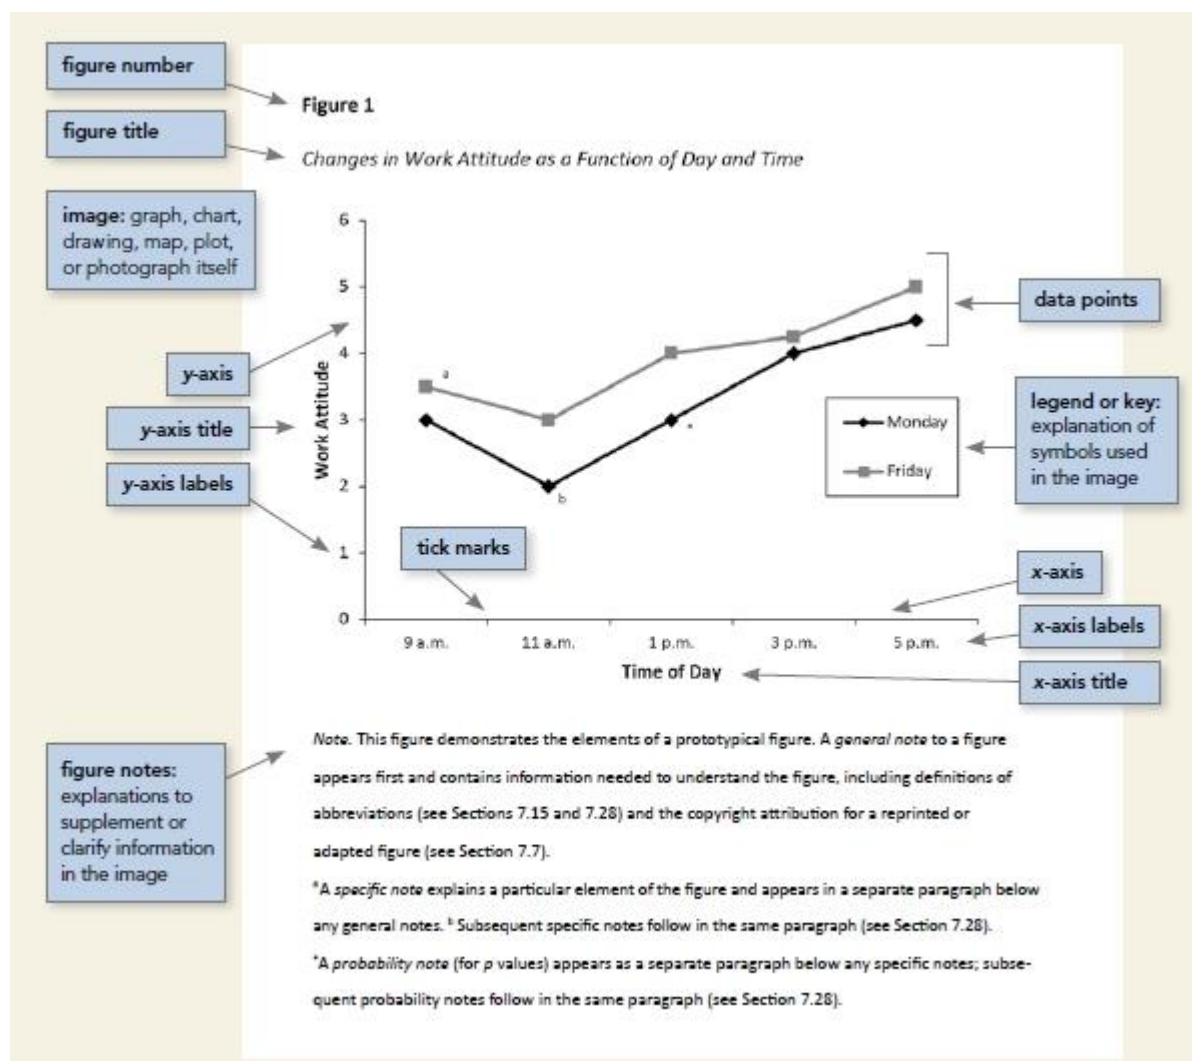 figure number
Figure 1
figure title
Changes in Work Attitude as a Function of Day and Time
image: graph, chart,
drawing, map, plot,
or photograph itself
6
5
4
3
2
1
0
data points
y-axis
y-axis title
y-axis labels
Work Attitude
a
b
*
Monday
Friday
legend or key:
explanation of
symbols used
in the image
tick marks
x-axis
9 a.m. 11 a.m. 1 p.m. 3 p.m. 5 p.m.
x-axis labels
Time of Day
x-axis title
figure notes:
explanations to
supplement or
clarify information
in the image
Note. This figure demonstrates the elements of a prototypical figure. A general note to a figure
appears first and contains information needed to understand the figure, including definitions of
abbreviations (see Sections 7.15 and 7.28) and the copyright attribution for a reprinted or
adapted figure (see Section 7.7).
ᵃA specific note explains a particular element of the figure and appears in a separate paragraph below
any general notes. ᵇ Subsequent specific notes follow in the same paragraph (see Section 7.28).
*A probability note (for p values) appears as a separate paragraph below any specific notes; subse-
quent probability notes follow in the same paragraph (see Section 7.28).